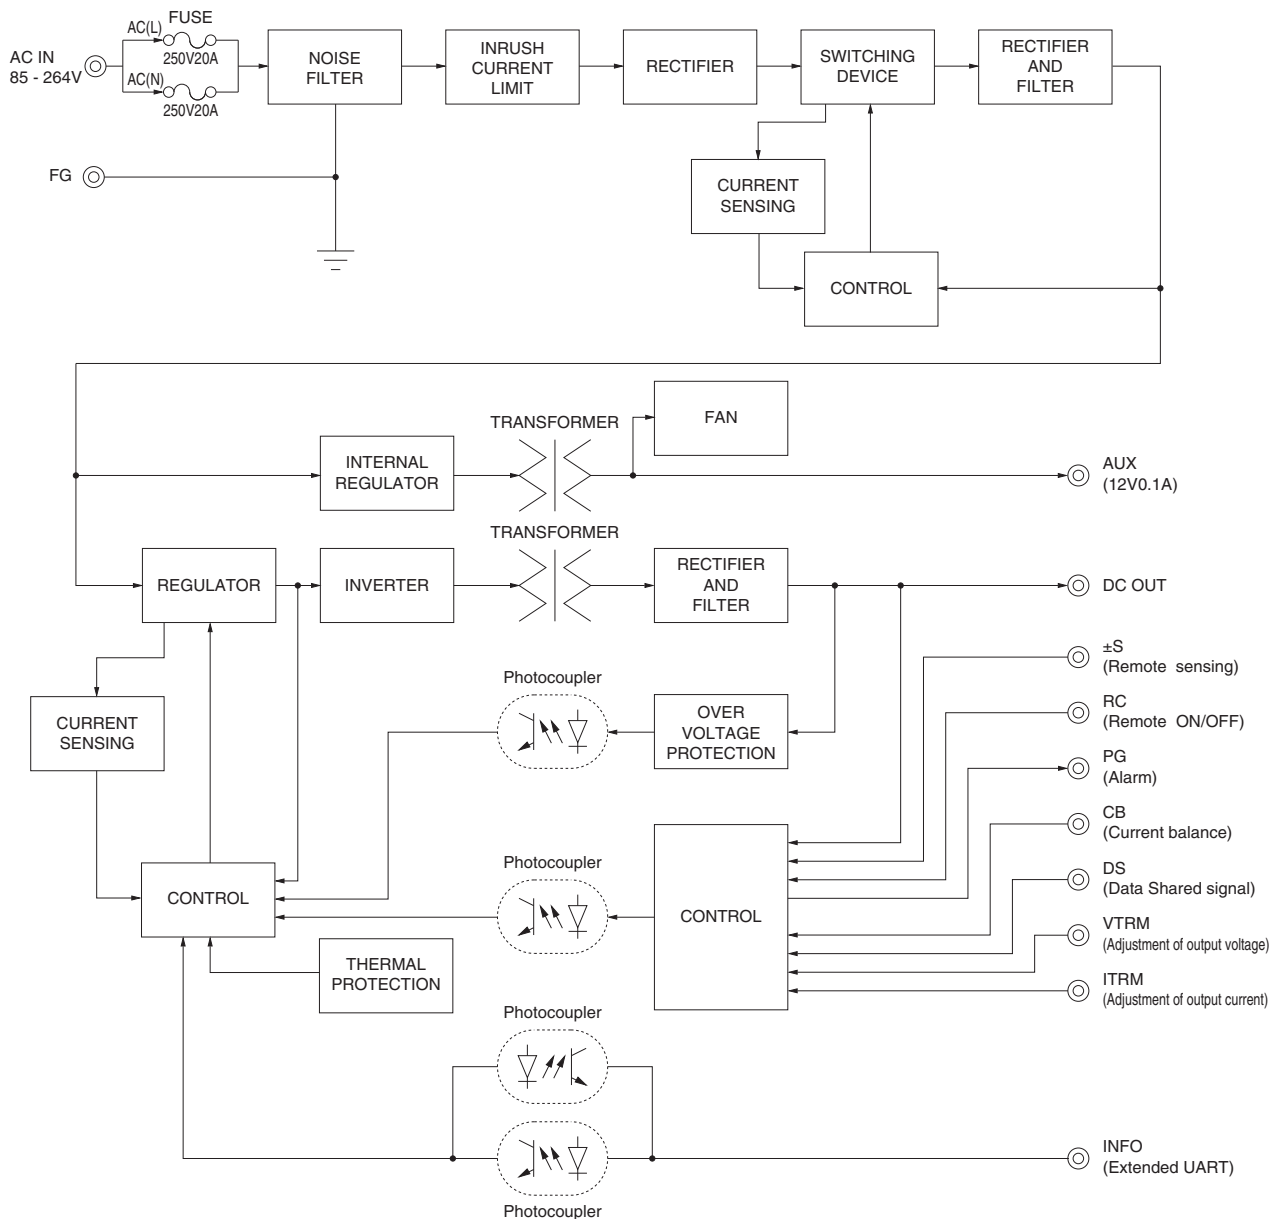 FUSE
AC(L)
AC IN
85 - 264V
250V20A
AC(N)
250V20A
NOISE
FILTER
INRUSH
CURRENT
LIMIT
RECTIFIER
SWITCHING
DEVICE
RECTIFIER
AND
FILTER
FG
CURRENT
SENSING
CONTROL
FAN
TRANSFORMER
INTERNAL
REGULATOR
AUX
(12V0.1A)
TRANSFORMER
REGULATOR
INVERTER
RECTIFIER
AND
FILTER
DC OUT
±S
(Remote sensing)
Photocoupler
CURRENT
SENSING
OVER
VOLTAGE
PROTECTION
RC
(Remote ON/OFF)
PG
(Alarm)
CB
(Current balance)
Photocoupler
CONTROL
CONTROL
DS
(Data Shared signal)
VTRM
(Adjustment of output voltage)
THERMAL
PROTECTION
ITRM
(Adjustment of output current)
Photocoupler
INFO
(Extended UART)
Photocoupler